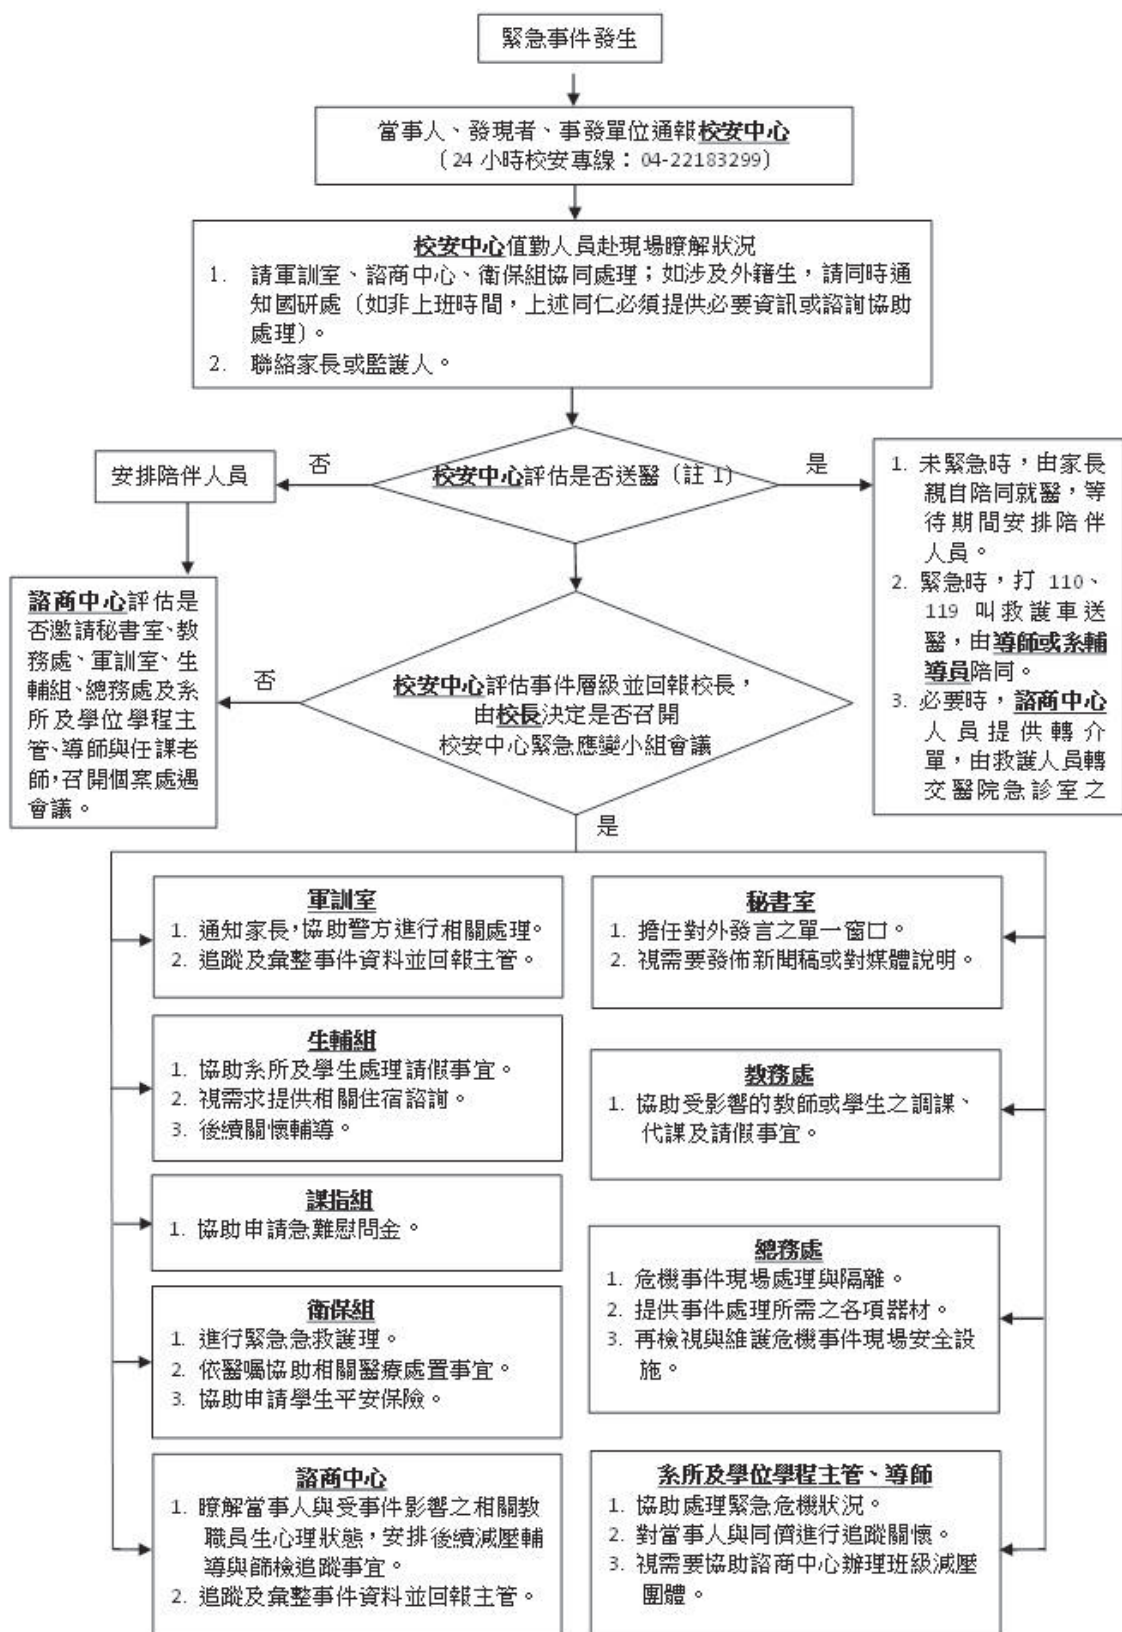 緊急事件發生
當事人、發現者、事發單位通報校安中心
(24 小時校安專線：04-22183299)
校安中心值勤人員赴現場瞭解狀況
1. 請軍訓室、諮商中心、衛保組協同處理；如涉及外籍生，請同時通
知國研處(如非上班時間，上述同仁必須提供必要資訊或諮詢協助
處理)。
2. 聯絡家長或監護人。
校安中心評估是否送醫(註 1)
否
是
安排陪伴人員
1. 未緊急時，由家長
親自陪同就醫，等
待期間安排陪伴
人員。
2. 緊急時，打 110、
119 叫救護車送
醫，由導師或系輔
導員陪同。
3. 必要時，諮商中心
人員提供轉介
單，由救護人員轉
交醫院急診室之
諮商中心評估是
否邀請秘書室、教
務處、軍訓室、生
輔組、總務處及系
所及學位學程主
管、導師與任課老
師，召開個案處遇
會議。
否
校安中心評估事件層級並回報校長，
由校長決定是否召開
校安中心緊急應變小組會議
是
軍訓室
1. 通知家長，協助警方進行相關處理。
2. 追蹤及彙整事件資料並回報主管。
生輔組
1. 協助系所及學生處理請假事宜。
2. 視需求提供相關住宿諮詢。
3. 後續關懷輔導。
課指組
1. 協助申請急難慰問金。
衛保組
1. 進行緊急急救護理。
2. 依醫囑協助相關醫療處置事宜。
3. 協助申請學生平安保險。
諮商中心
1. 瞭解當事人與受事件影響之相關教
職員生心理狀態，安排後續減壓輔
導與篩檢追蹤事宜。
2. 追蹤及彙整事件資料並回報主管。
秘書室
1. 擔任對外發言之單一窗口。
2. 視需要發佈新聞稿或對媒體說明。
教務處
1. 協助受影響的教師或學生之調課、
代課及請假事宜。
總務處
1. 危機事件現場處理與隔離。
2. 提供事件處理所需之各項器材。
3. 再檢視與維護危機事件現場安全設
施。
系所及學位學程主管、導師
1. 協助處理緊急危機狀況。
2. 對當事人與同儕進行追蹤關懷。
3. 視需要協助諮商中心辦理班級減壓
團體。